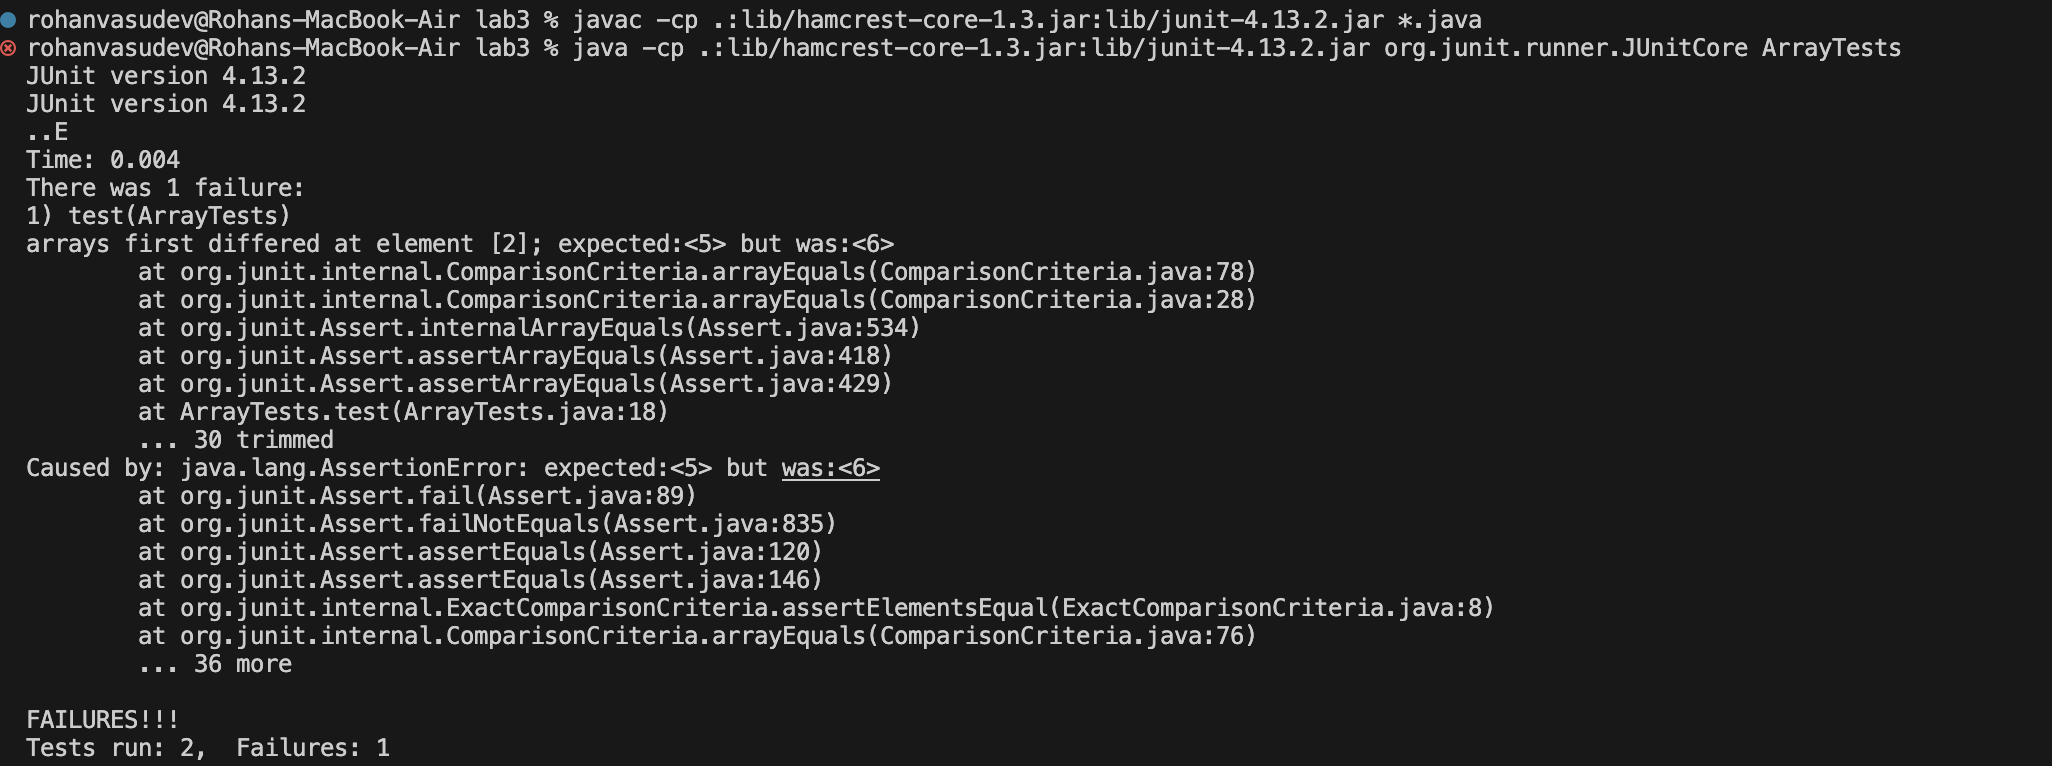 rohanvasudev@Rohans-MacBook-Air lab3 % javac -cp .:lib/hamcrest-core-1.3.jar:lib/junit-4.13.2.jar *.java
rohanvasudev@Rohans-MacBook-Air lab3 % java -cp .:lib/hamcrest-core-1.3.jar:lib/junit-4.13.2.jar org.junit.runner.JUnitCore ArrayTests
JUnit version 4.13.2
JUnit version 4.13.2
..E
Time: 0.004
There was 1 failure:
1) test(ArrayTests)
arrays first differed at element [2]; expected:<5> but was:<6>
        at org.junit.internal.ComparisonCriteria.arrayEquals(ComparisonCriteria.java:78)
        at org.junit.internal.ComparisonCriteria.arrayEquals(ComparisonCriteria.java:28)
        at org.junit.Assert.internalArrayEquals(Assert.java:534)
        at org.junit.Assert.assertArrayEquals(Assert.java:418)
        at org.junit.Assert.assertArrayEquals(Assert.java:429)
        at ArrayTests.test(ArrayTests.java:18)
        ... 30 trimmed
Caused by: java.lang.AssertionError: expected:<5> but was:<6>
        at org.junit.Assert.fail(Assert.java:89)
        at org.junit.Assert.failNotEquals(Assert.java:835)
        at org.junit.Assert.assertEquals(Assert.java:120)
        at org.junit.Assert.assertEquals(Assert.java:146)
        at org.junit.internal.ExactComparisonCriteria.assertElementsEqual(ExactComparisonCriteria.java:8)
        at org.junit.internal.ComparisonCriteria.arrayEquals(ComparisonCriteria.java:76)
        ... 36 more

FAILURES!!!
Tests run: 2,  Failures: 1